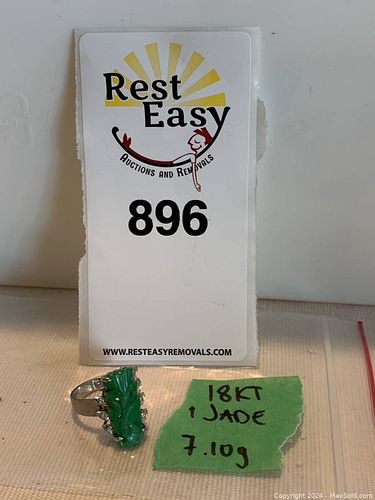 Rest
Easy
AUCTIONS AND REMOVALS
896
WWW.RESTEASYREMOVALS.COM
18KT
1 JADE
7.10g
Copyright 2024 - MaxSold.com